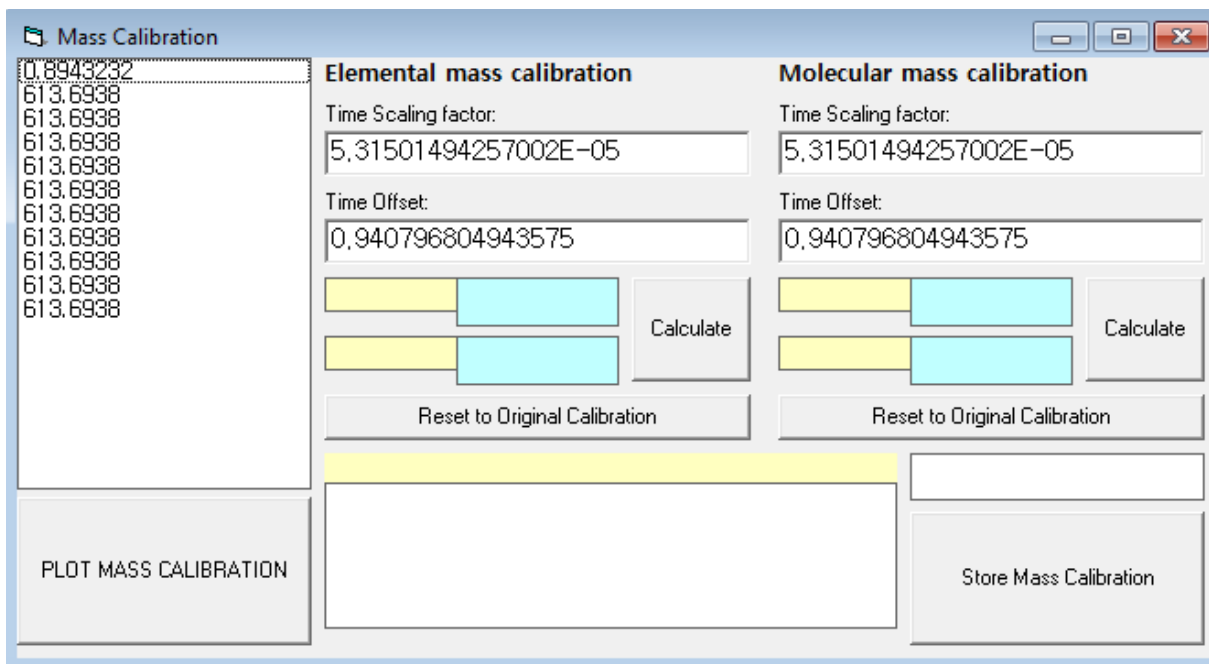 Mass Calibration
0.8943232
613.6938
613.6938
613.6938
613.6938
613.6938
613.6938
613.6938
613.6938
613.6938
613.6938
PLOT MASS CALIBRATION
Elemental mass calibration
Time Scaling factor:
5.31501494257002E-05
Time Offset:
0.940796804943575
Calculate
Reset to Original Calibration
Molecular mass calibration
Time Scaling factor:
5.31501494257002E-05
Time Offset:
0.940796804943575
Calculate
Reset to Original Calibration
Store Mass Calibration